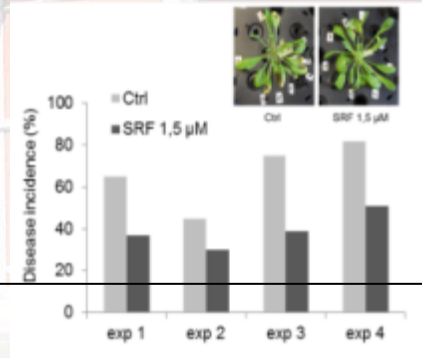 Ctrl
SRF 1,5 µM
Disease incidence (%)
100
Ctrl
SRF 1,5 µM
80
60
40
20
0
exp 1
exp 2
exp 3
exp 4